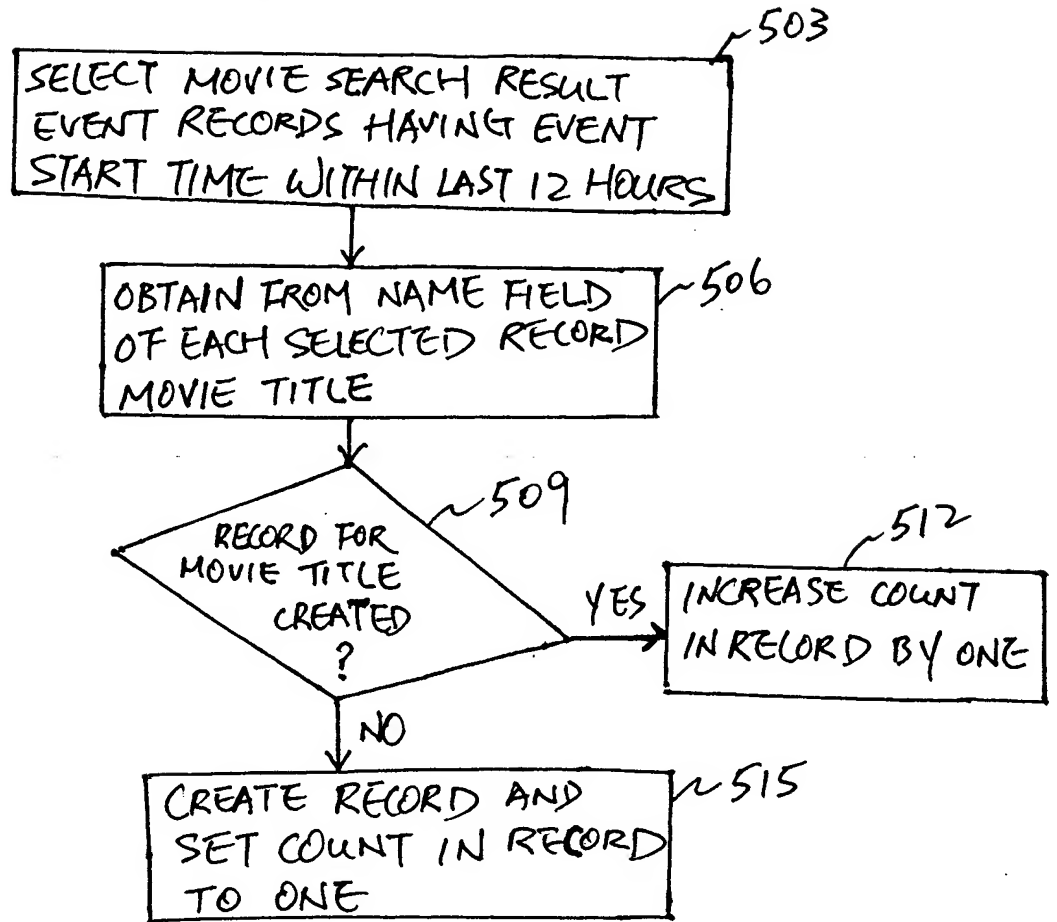 503
SELECT MOVIE SEARCH RESULT
EVENT RECORDS HAVING EVENT
START TIME WITHIN LAST 12 HOURS
506
OBTAIN FROM NAME FIELD
OF EACH SELECTED RECORD
MOVIE TITLE
509
RECORD FOR
MOVIE TITLE
CREATED
?
YES
512
INCREASE COUNT
IN RECORD BY ONE
NO
515
CREATE RECORD AND
SET COUNT IN RECORD
TO ONE